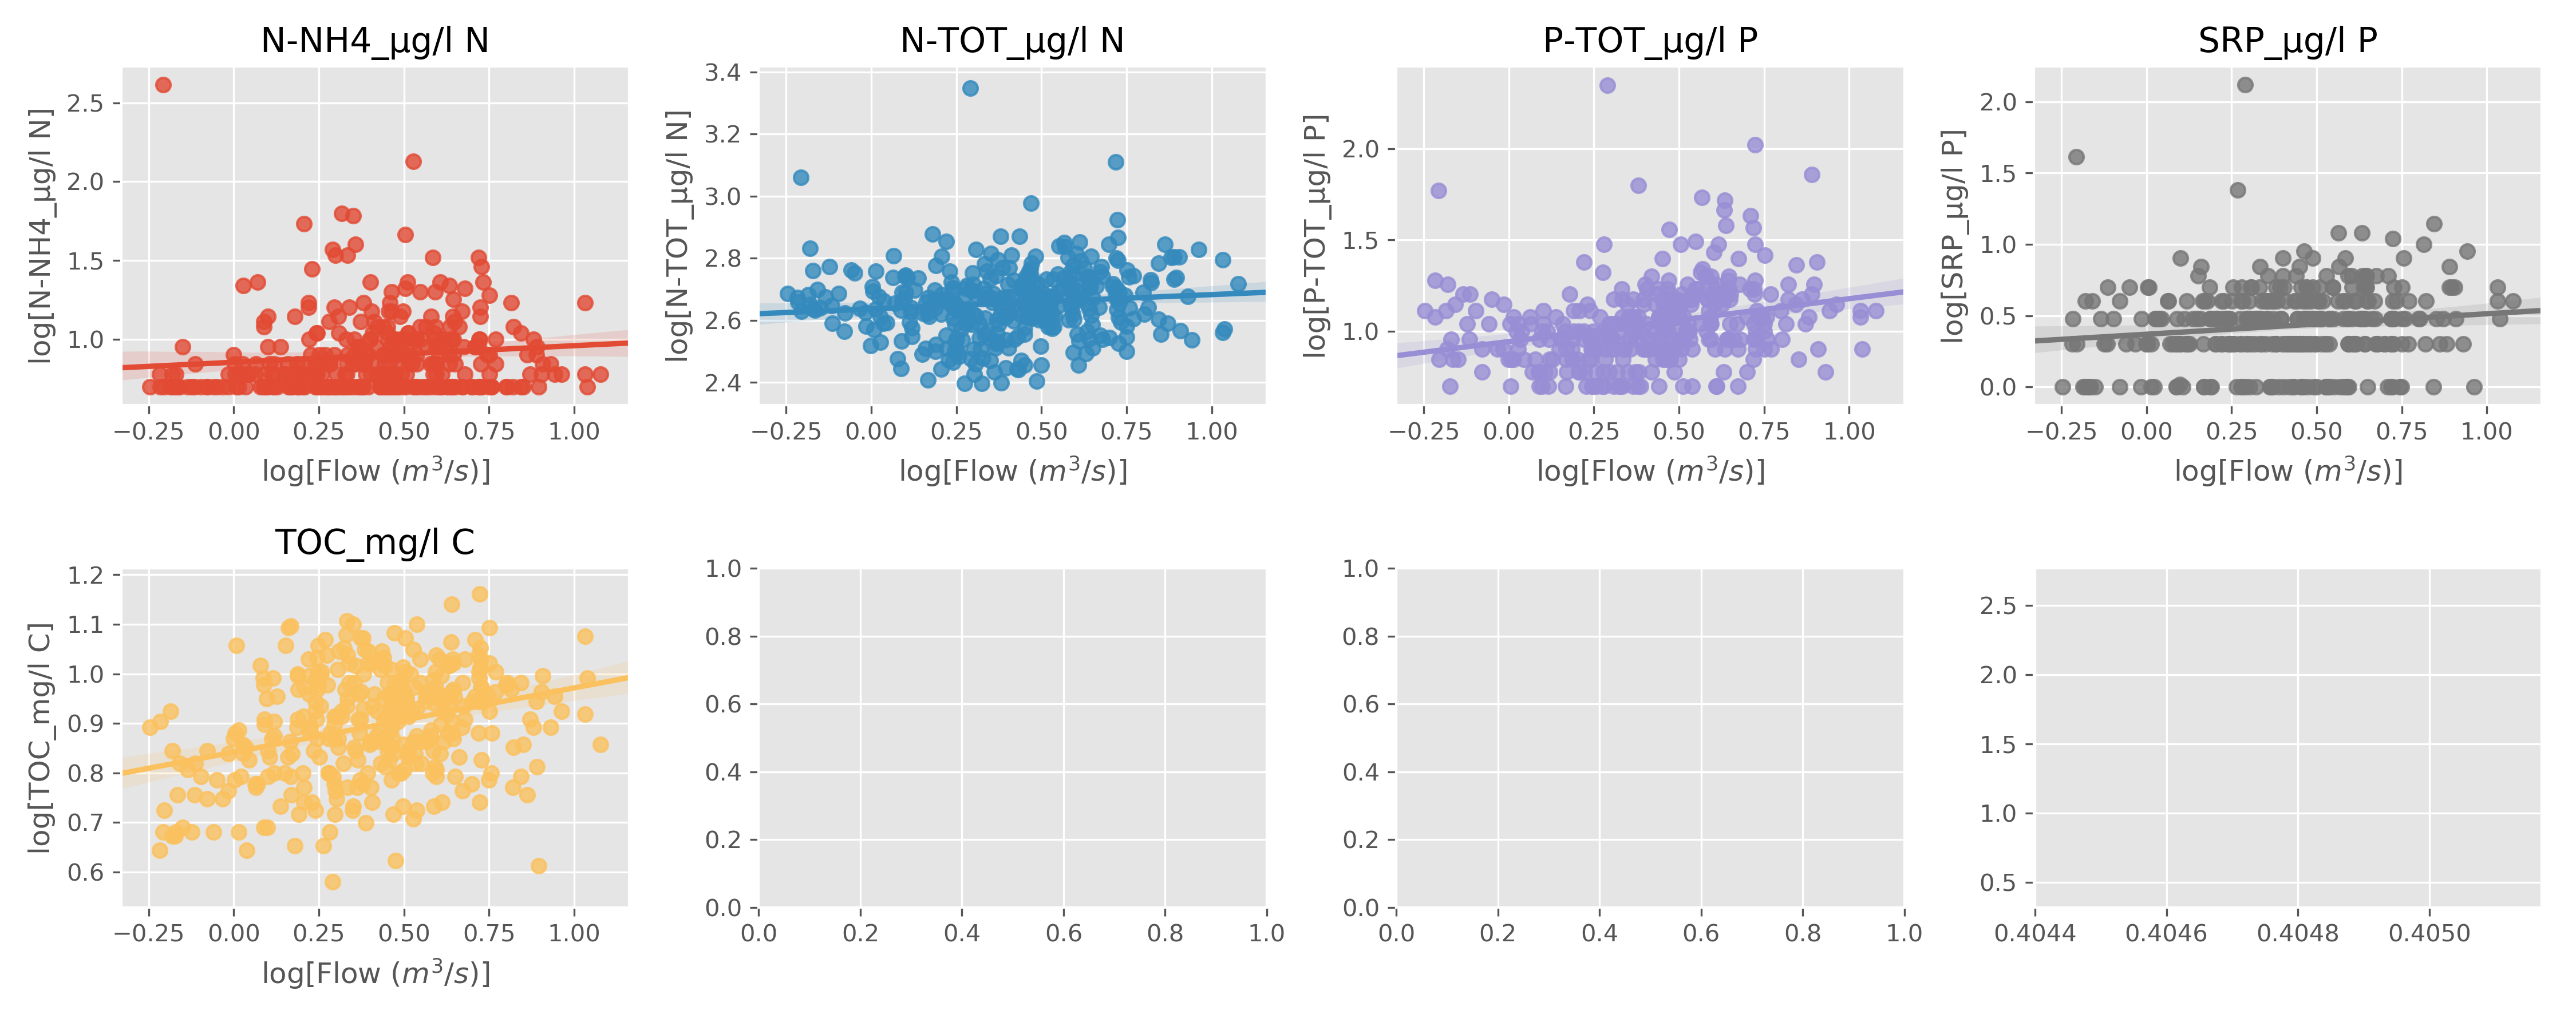 N-NH4_µg/l N
N-TOT_µg/l N
P-TOT_µg/l P
SRP_µg/l P
log[N-NH4_µg/l N]
2.5
2.0
1.5
1.0
−0.25 0.00 0.25 0.50 0.75 1.00
log[Flow (m³/s)]
log[N-TOT_µg/l N]
3.4
3.2
3.0
2.8
2.6
2.4
−0.25 0.00 0.25 0.50 0.75 1.00
log[Flow (m³/s)]
log[P-TOT_µg/l P]
2.0
1.5
1.0
−0.25 0.00 0.25 0.50 0.75 1.00
log[Flow (m³/s)]
log[SRP_µg/l P]
2.0
1.5
1.0
0.5
0.0
−0.25 0.00 0.25 0.50 0.75 1.00
log[Flow (m³/s)]
TOC_mg/l C
log[TOC_mg/l C]
1.2
1.1
1.0
0.9
0.8
0.7
0.6
−0.25 0.00 0.25 0.50 0.75 1.00
log[Flow (m³/s)]
1.0
0.8
0.6
0.4
0.2
0.0
0.0 0.2 0.4 0.6 0.8 1.0
1.0
0.8
0.6
0.4
0.2
0.0
0.0 0.2 0.4 0.6 0.8 1.0
2.5
2.0
1.5
1.0
0.5
0.4044 0.4046 0.4048 0.4050